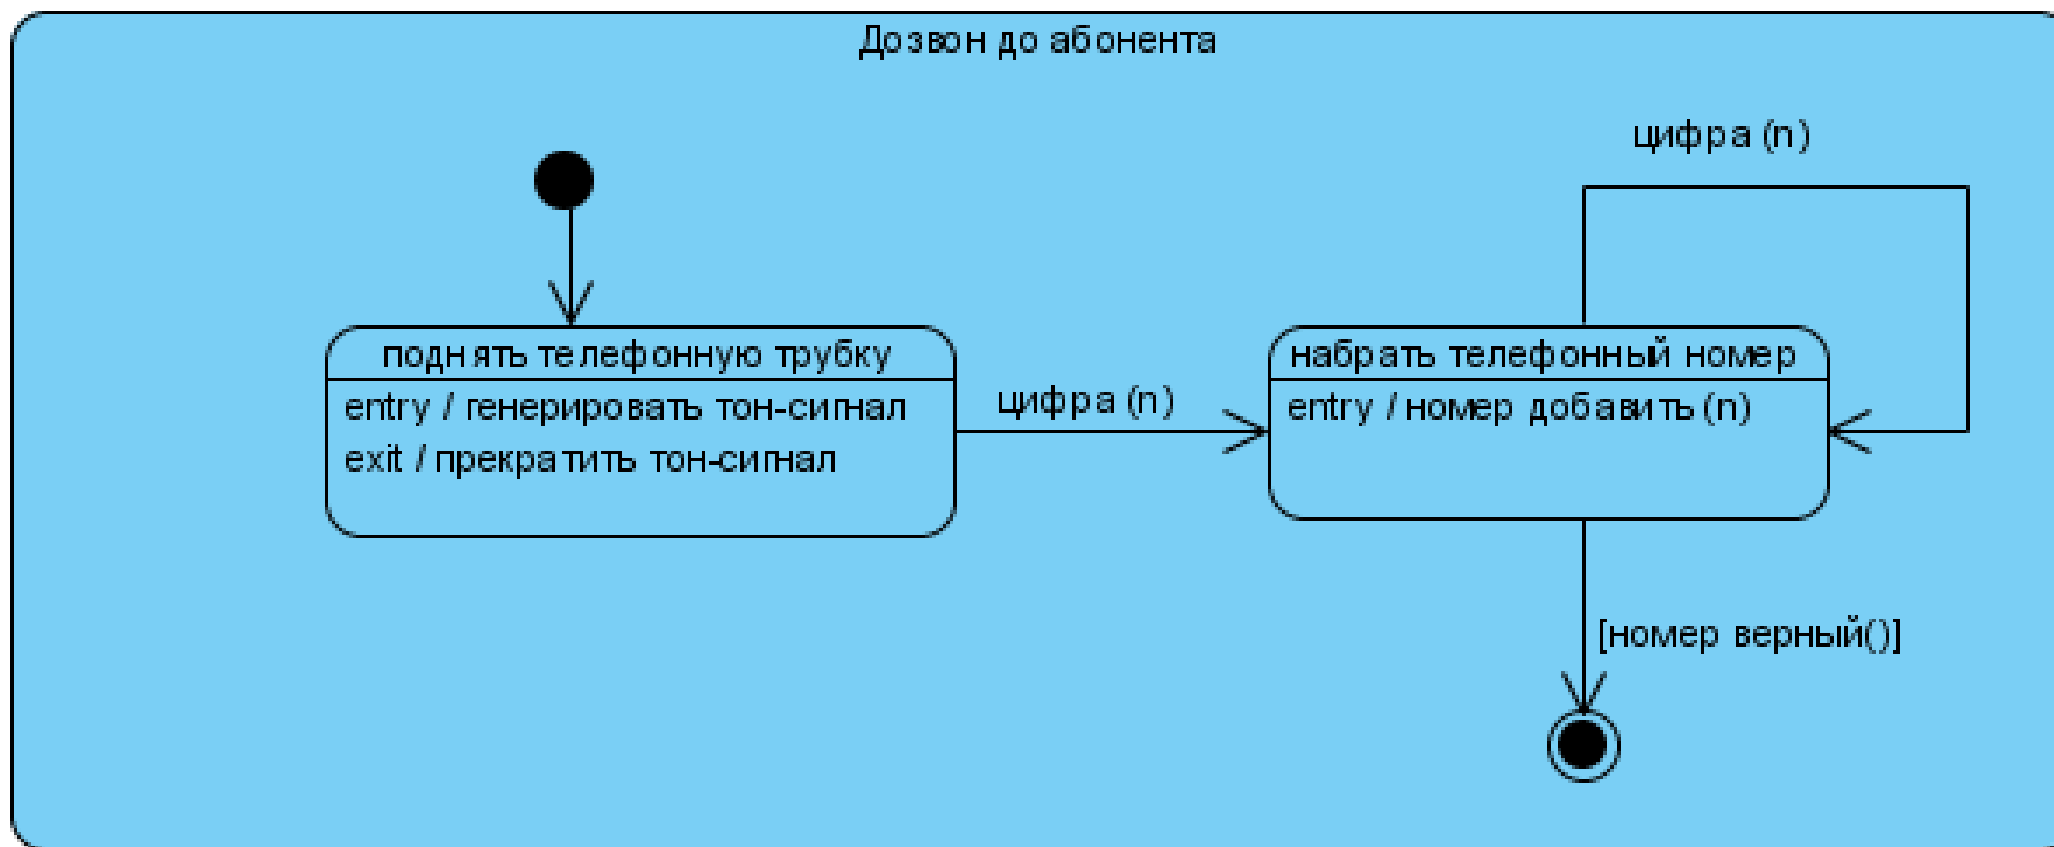 Дозвон до абонента
цифра (n)
поднять телефонную трубку
entry / генерировать тон-сигнал
exit / прекратить тон-сигнал
цифра (n)
набрать телефонный номер
entry / номер добавить (n)
[номер верный()]